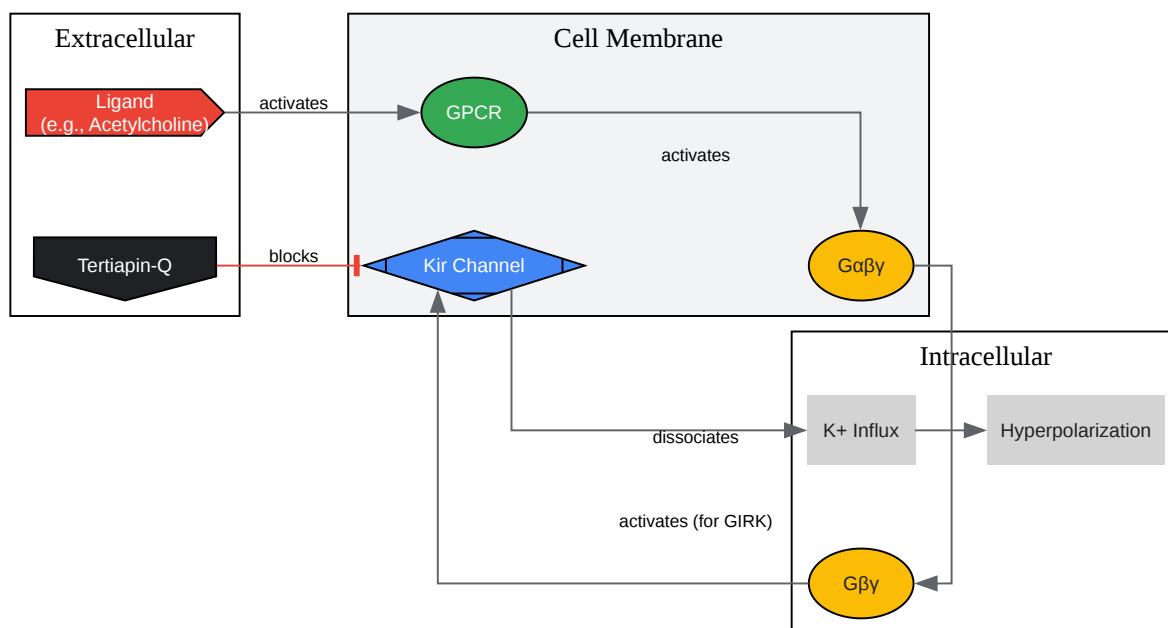 Extracellular
Cell Membrane
Ligand
(e.g., Acetylcholine)
activates
GPCR
activates
Tertiapin-Q
blocks
Kir Channel
Gαβγ
Intracellular
K+ Influx
Hyperpolarization
dissociates
activates (for GIRK)
Gβγ